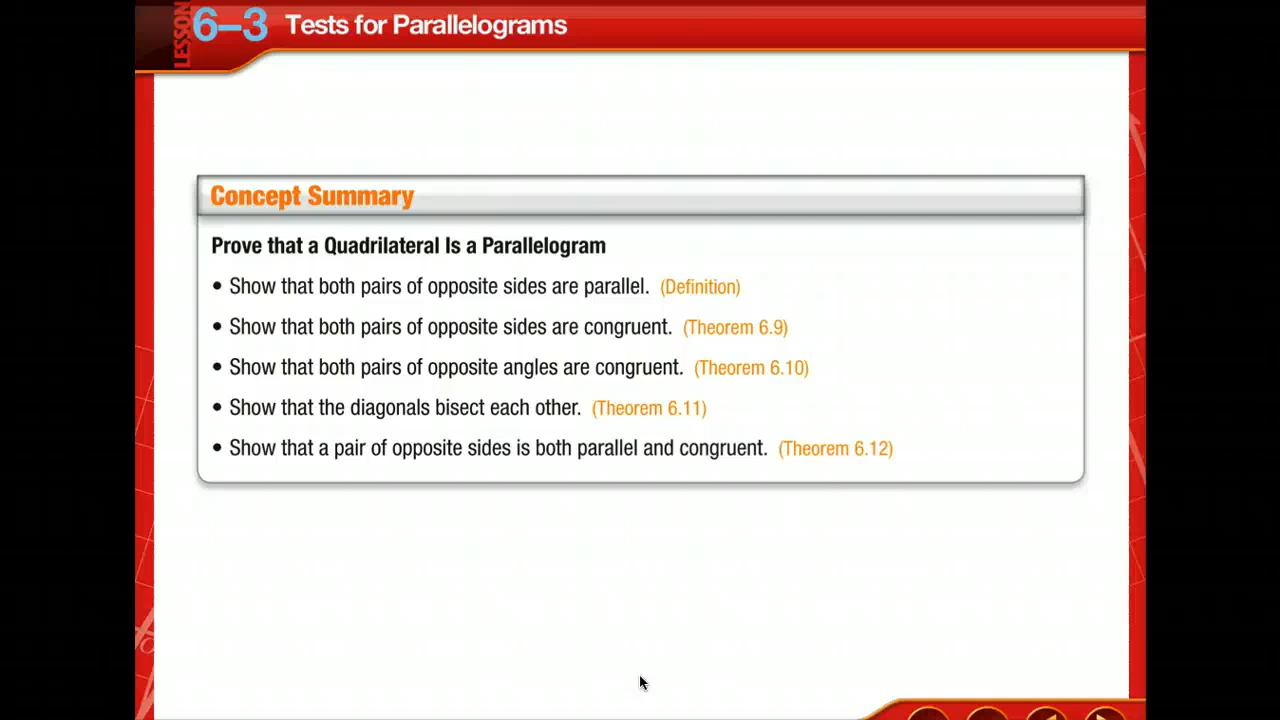 LESSON 6–3 Tests for Parallelograms
Concept Summary
Prove that a Quadrilateral Is a Parallelogram
• Show that both pairs of opposite sides are parallel. (Definition)
• Show that both pairs of opposite sides are congruent. (Theorem 6.9)
• Show that both pairs of opposite angles are congruent. (Theorem 6.10)
• Show that the diagonals bisect each other. (Theorem 6.11)
• Show that a pair of opposite sides is both parallel and congruent. (Theorem 6.12)